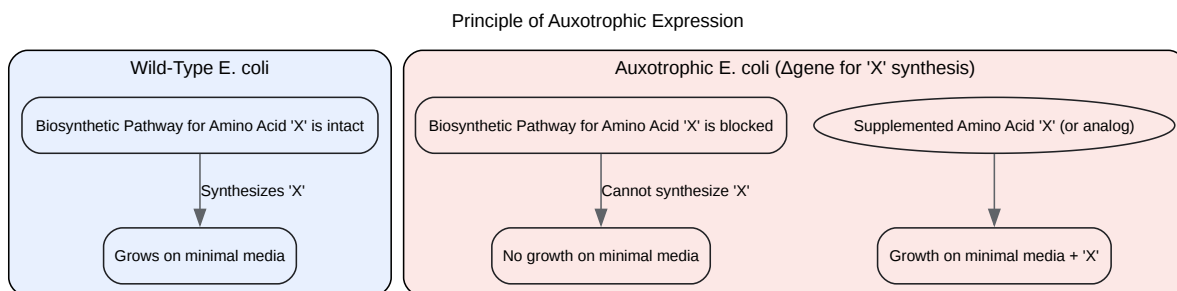 Principle of Auxotrophic Expression
Wild-Type E. coli
Biosynthetic Pathway for Amino Acid 'X' is intact
Synthesizes 'X'
Grows on minimal media
Auxotrophic E. coli (Δgene for 'X' synthesis)
Biosynthetic Pathway for Amino Acid 'X' is blocked
Cannot synthesize 'X'
No growth on minimal media
Supplemented Amino Acid 'X' (or analog)
Growth on minimal media + 'X'